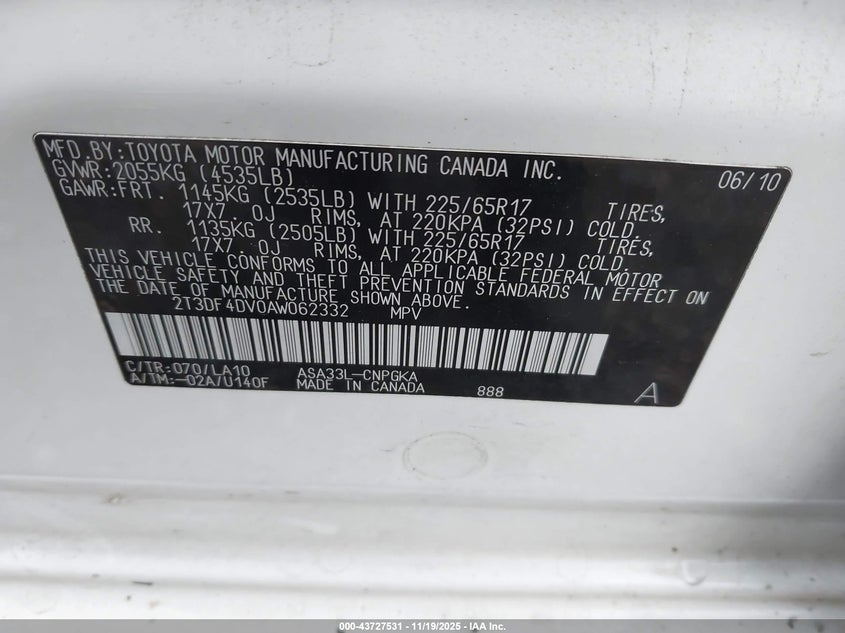 MFD.BY:TOYOTA MOTOR MANUFACTURING CANADA INC. 06/10
GVWR:2055KG (4535LB)
GAWR:FRT. 1145KG (2535LB) WITH 225/65R17 TIRES,
17X7.0J RIMS, AT 220KPA (32PSI) COLD.
RR. 1135KG (2505LB) WITH 225/65R17 TIRES,
17X7.0J RIMS, AT 220KPA (32PSI) COLD.
THIS VEHICLE CONFORMS TO ALL APPLICABLE FEDERAL MOTOR
VEHICLE SAFETY AND THEFT PREVENTION STANDARDS IN EFFECT ON
THE DATE OF MANUFACTURE SHOWN ABOVE.
2T3DF4DV0AW062332 MPV
C/TR:070/LA10 ASA33L-CNPGKA
A/TM:-02A/U140F MADE IN CANADA 888 A
000-43727531 - 11/19/2025 - IAA Inc.